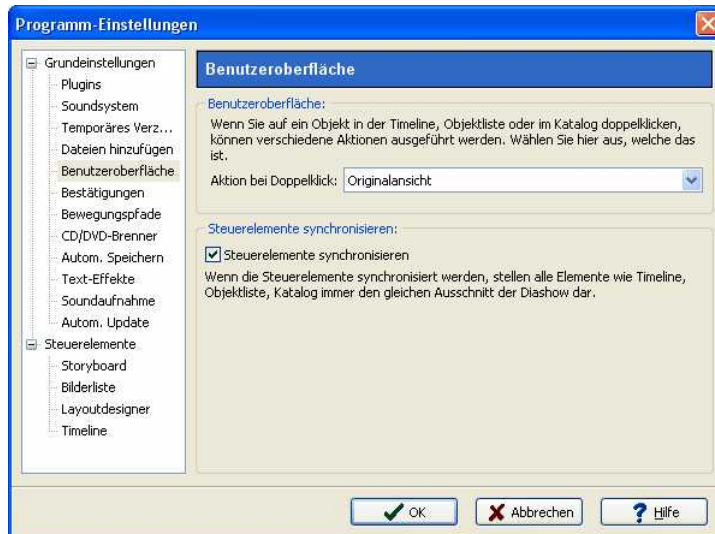 Programm-Einstellungen
Grundeinstellungen
Plugins
Soundsystem
Temporäres Verz...
Dateien hinzufügen
Benutzeroberfläche
Bestätigungen
Bewegungspfade
CD/DVD-Brenner
Autom. Speichern
Text-Effekte
Soundaufnahme
Autom. Update
Steuerelemente
Storyboard
Bilderliste
Layoutdesigner
Timeline
Benutzeroberfläche
Benutzeroberfläche:
Wenn Sie auf ein Objekt in der Timeline, Objektliste oder im Katalog doppelklicken,
können verschiedene Aktionen ausgeführt werden. Wählen Sie hier aus, welche das
ist.
Aktion bei Doppelklick: Originalansicht
Steuerelemente synchronisieren:
Steuerelemente synchronisieren
Wenn die Steuerelemente synchronisiert werden, stellen alle Elemente wie Timeline,
Objektliste, Katalog immer den gleichen Ausschnitt der Diashow dar.
OK Abbrechen Hilfe